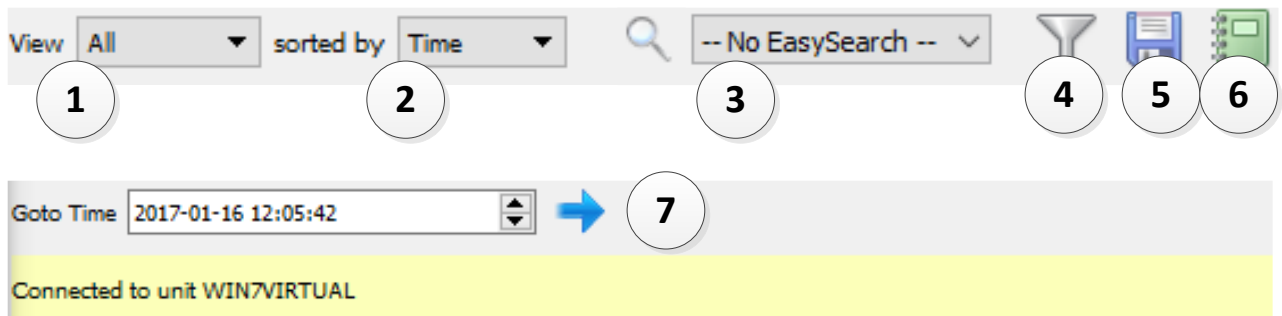 View All sorted by Time -- No EasySearch --
1 2 3 4 5 6
Goto Time 2017-01-16 12:05:42 7
Connected to unit WIN7VIRTUAL